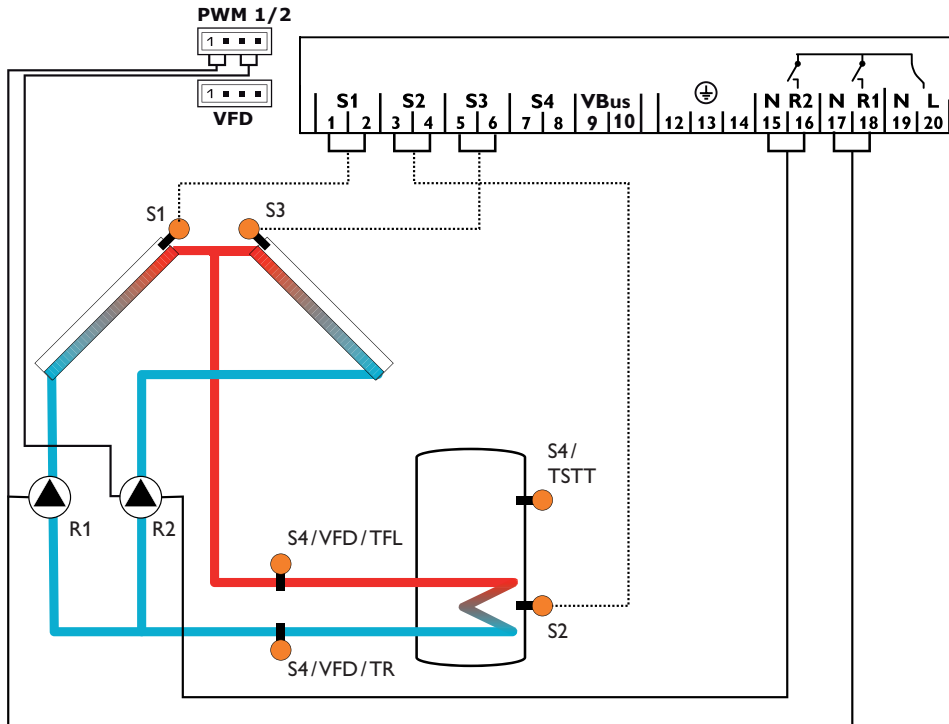 PWM 1/2
1
1
VFD
S1 S2 S3 S4 VBus N R2 N R1 N L
1 2 3 4 5 6 7 8 9 10 12 13 14 15 16 17 18 19 20
S1
S3
S4/
TSTT
R1
R2
S4/VFD/TFL
S2
S4/VFD/TR